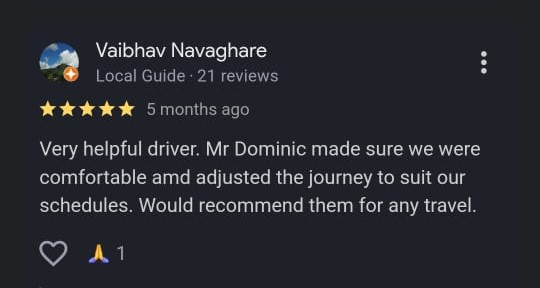 Vaibhav Navaghare
Local Guide · 21 reviews
5 months ago
Very helpful driver. Mr Dominic made sure we were
comfortable amd adjusted the journey to suit our
schedules. Would recommend them for any travel.
🙏 1